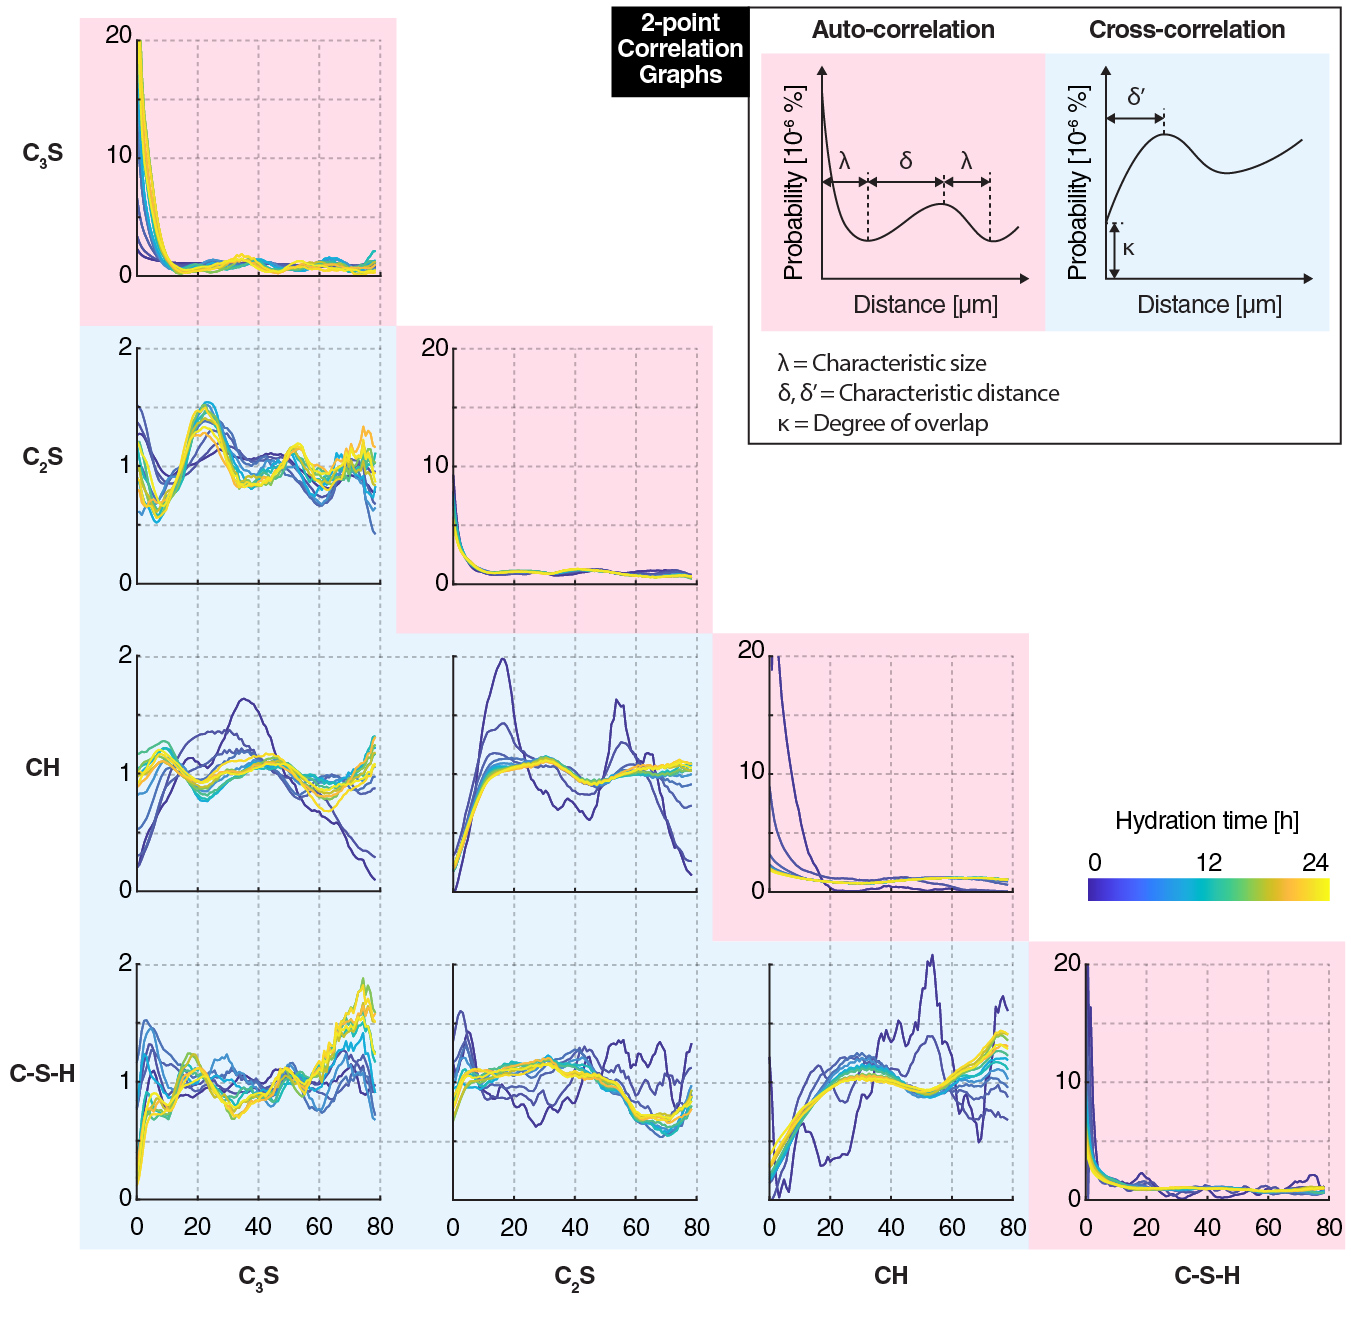 2-point
Correlation
Graphs
Auto-correlation
Cross-correlation
Probability [10⁻⁶ %]
λ
δ
λ
Distance [μm]
Probability [10⁻⁶ %]
δ’
κ
Distance [μm]
λ = Characteristic size
δ, δ’ = Characteristic distance
κ = Degree of overlap
C₃S
20
10
0
C₂S
2
1
0
20
10
0
CH
2
1
0
20
10
0
Hydration time [h]
0 12 24
C-S-H
2
1
0
20
10
0
0 20 40 60 80
0 20 40 60 80
0 20 40 60 80
0 20 40 60 80
C₃S
C₂S
CH
C-S-H